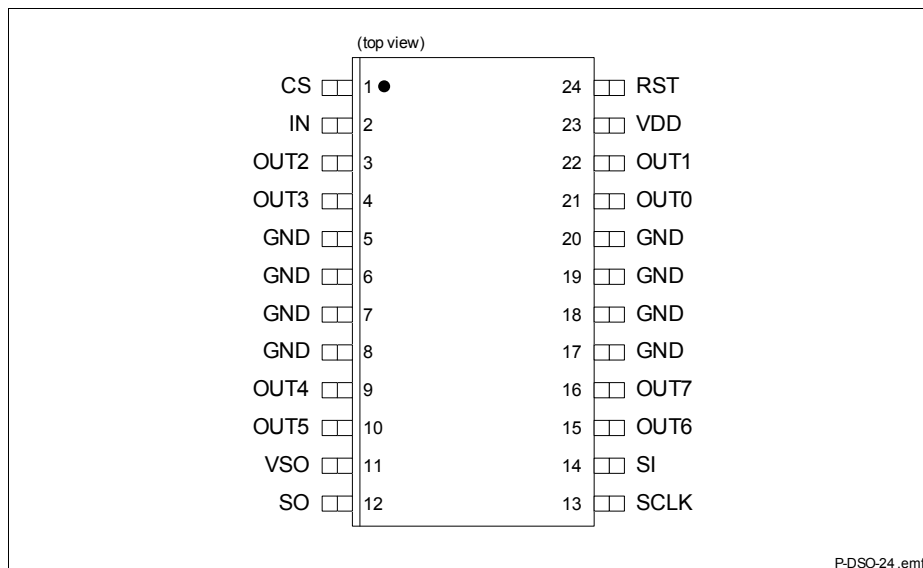 (top view)
CS 1 24 RST
IN 2 23 VDD
OUT2 3 22 OUT1
OUT3 4 21 OUT0
GND 5 20 GND
GND 6 19 GND
GND 7 18 GND
GND 8 17 GND
OUT4 9 16 OUT7
OUT5 10 15 OUT6
VSO 11 14 SI
SO 12 13 SCLK
P-DSO-24 .emf